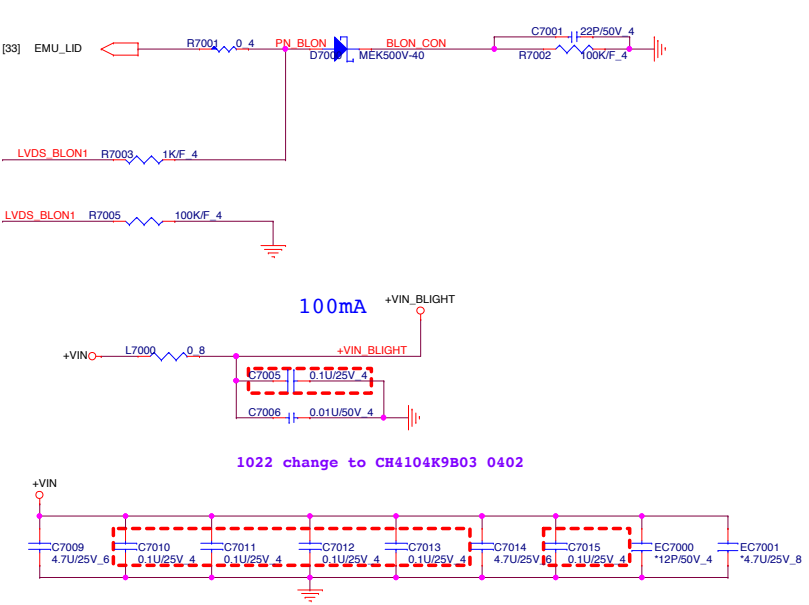 C7001 22P/50V_4
[33] EMU_LID R7001 0_4 PN_BLON BLON_CON
MEK500V-40 R7002 100K/F_4
LVDS_BLON1 R7003 1K/F_4
LVDS_BLON1 R7005 100K/F_4
100mA +VIN_BLIGHT
+VIN L7000 0_8 +VIN_BLIGHT
C7005 0.1U/25V_4
C7006 0.01U/50V_4
1022 change to CH4104K9B03 0402
+VIN
C7009 C7010 C7011 C7012 C7013 C7014 C7015 EC7000 EC7001
4.7U/25V_6 0.1U/25V_4 0.1U/25V_4 0.1U/25V_4 0.1U/25V_4 4.7U/25V_6 0.1U/25V_4 *12P/50V_4 *4.7U/25V_8